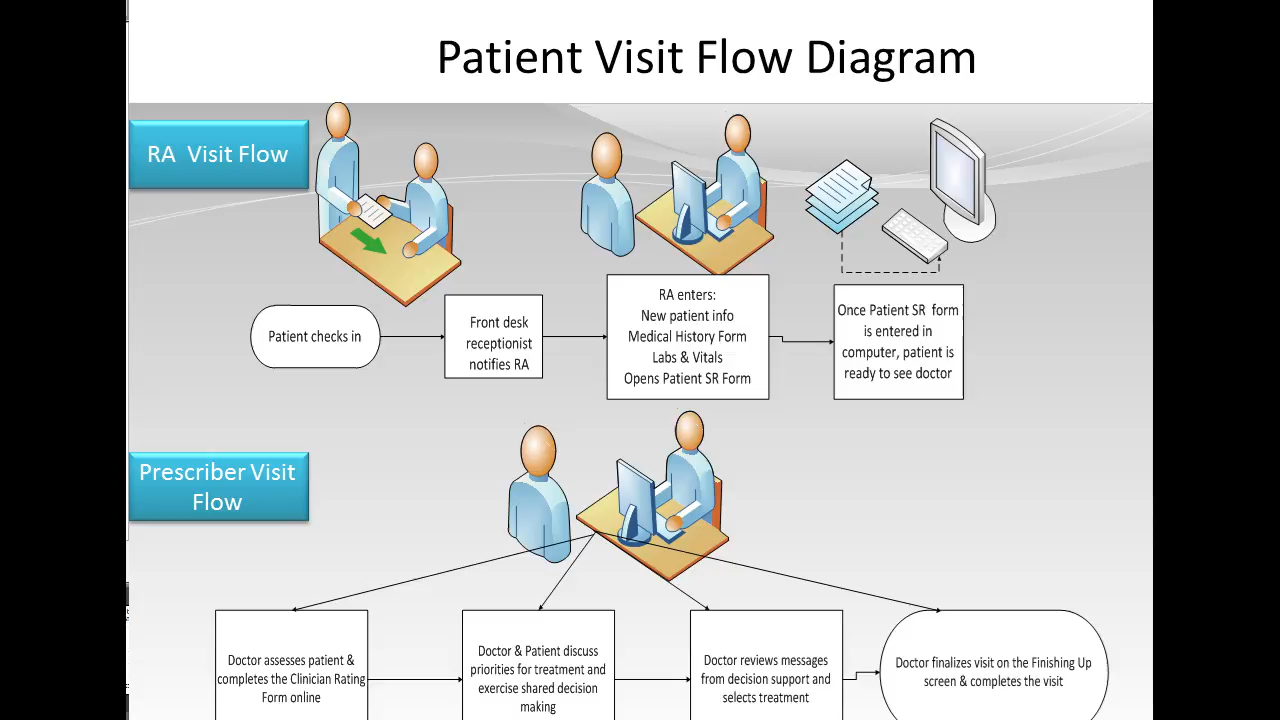 Patient Visit Flow Diagram
RA Visit Flow
Patient checks in
Front desk
receptionist
notifies RA
RA enters:
New patient info
Medical History Form
Labs & Vitals
Opens Patient SR Form
Once Patient SR form
is entered in
computer, patient is
ready to see doctor
Prescriber Visit
Flow
Doctor assesses patient &
completes the Clinician Rating
Form online
Doctor & Patient discuss
priorities for treatment and
exercise shared decision
making
Doctor reviews messages
from decision support and
selects treatment
Doctor finalizes visit on the Finishing Up
screen & completes the visit